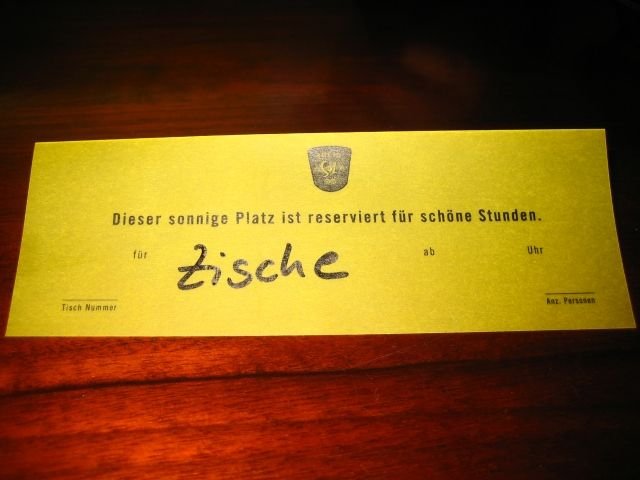 Dieser sonnige Platz ist reserviert für schöne Stunden.
für Zische ab Uhr
Tisch Nummer Anz. Personen